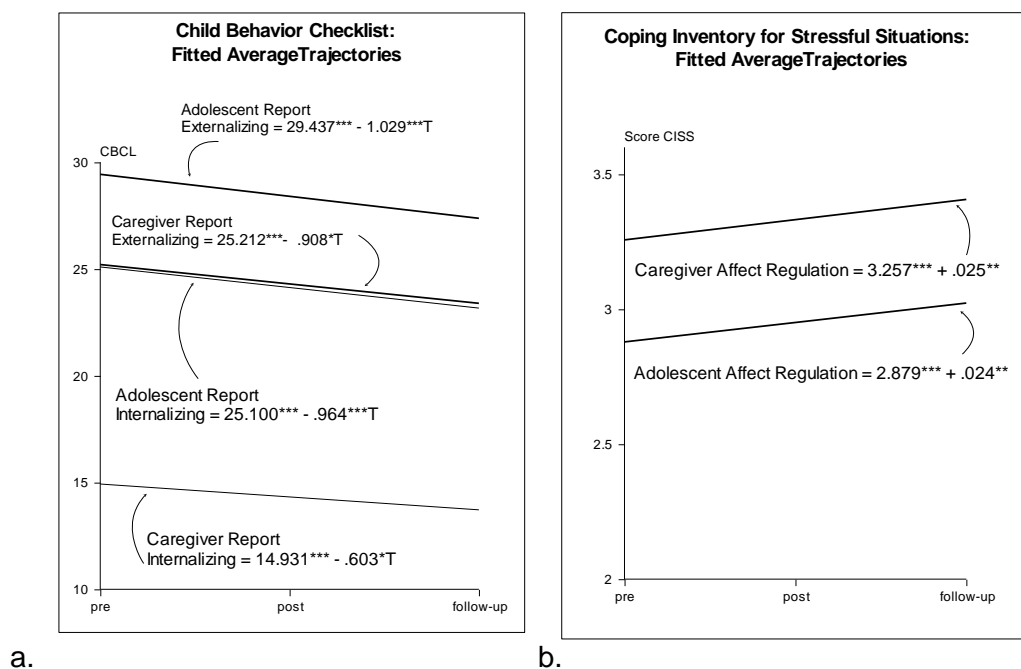 Child Behavior Checklist:
Fitted AverageTrajectories
Adolescent Report
Externalizing = 29.437*** - 1.029***T
CBCL
30
Caregiver Report
Externalizing = 25.212***- .908*T
25
20
Adolescent Report
Internalizing = 25.100*** - .964***T
15
Caregiver Report
Internalizing = 14.931*** - .603*T
10
pre
post
follow-up
a.
Coping Inventory for Stressful Situations:
Fitted AverageTrajectories
Score CISS
3.5
Caregiver Affect Regulation = 3.257*** + .025**
3
Adolescent Affect Regulation = 2.879*** + .024**
2.5
2
pre
post
follow-up
b.